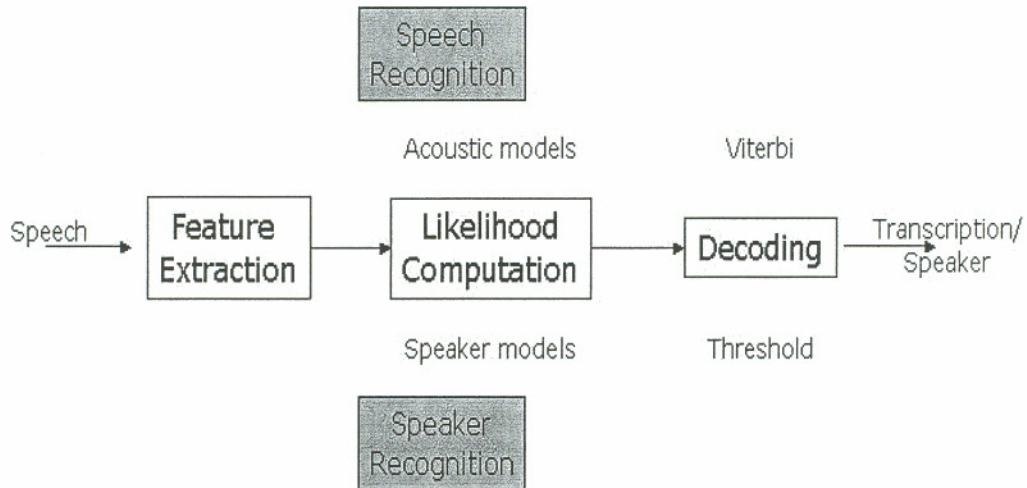 Speech
Recognition
Acoustic models
Viterbi
Speech
Feature
Extraction
Likelihood
Computation
Decoding
Transcription/
Speaker
Speaker models
Threshold
Speaker
Recognition